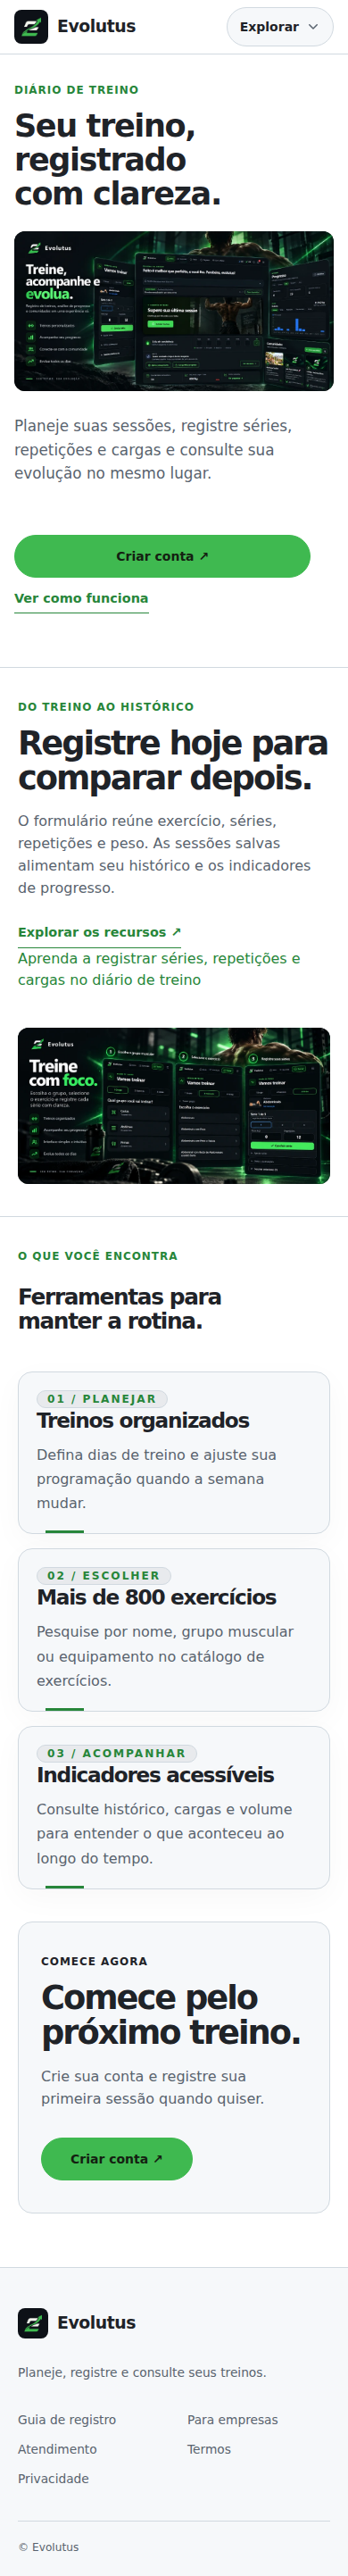 Evolutus
Explorar
DIÁRIO DE TREINO
Seu treino,
registrado
com clareza.
Evolutus
Treine,
acompanhe e
evolua.
Planeje suas sessões, registre séries,
repetições e cargas e consulte sua
evolução no mesmo lugar.
Criar conta ↗
Ver como funciona
DO TREINO AO HISTÓRICO
Registre hoje para
comparar depois.
O formulário reúne exercício, séries,
repetições e peso. As sessões salvas
alimentam seu histórico e os indicadores
de progresso.
Explorar os recursos ↗
Aprenda a registrar séries, repetições e
cargas no diário de treino
Evolutus
Treine
com foco.
O QUE VOCÊ ENCONTRA
Ferramentas para
manter a rotina.
01 / PLANEJAR
Treinos organizados
Defina dias de treino e ajuste sua
programação quando a semana
mudar.
02 / ESCOLHER
Mais de 800 exercícios
Pesquise por nome, grupo muscular
ou equipamento no catálogo de
exercícios.
03 / ACOMPANHAR
Indicadores acessíveis
Consulte histórico, cargas e volume
para entender o que aconteceu ao
longo do tempo.
COMECE AGORA
Comece pelo
próximo treino.
Crie sua conta e registre sua
primeira sessão quando quiser.
Criar conta ↗
Evolutus
Planeje, registre e consulte seus treinos.
Guia de registro
Para empresas
Atendimento
Termos
Privacidade
© Evolutus